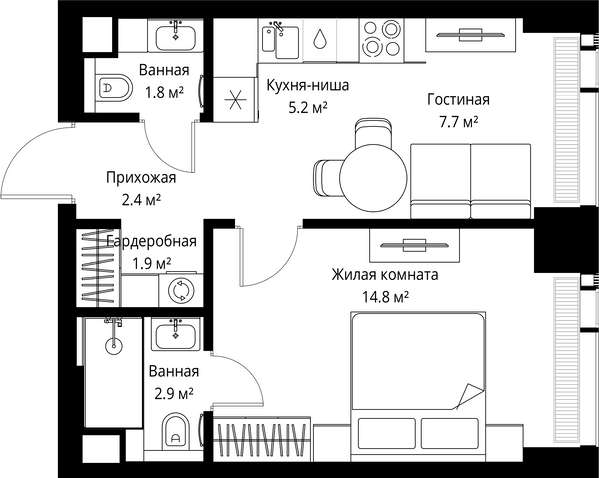 Ванная
1.8 м²
Кухня-ниша
5.2 м²
Гостиная
7.7 м²
Прихожая
2.4 м²
Гардеробная
1.9 м²
Жилая комната
14.8 м²
Ванная
2.9 м²